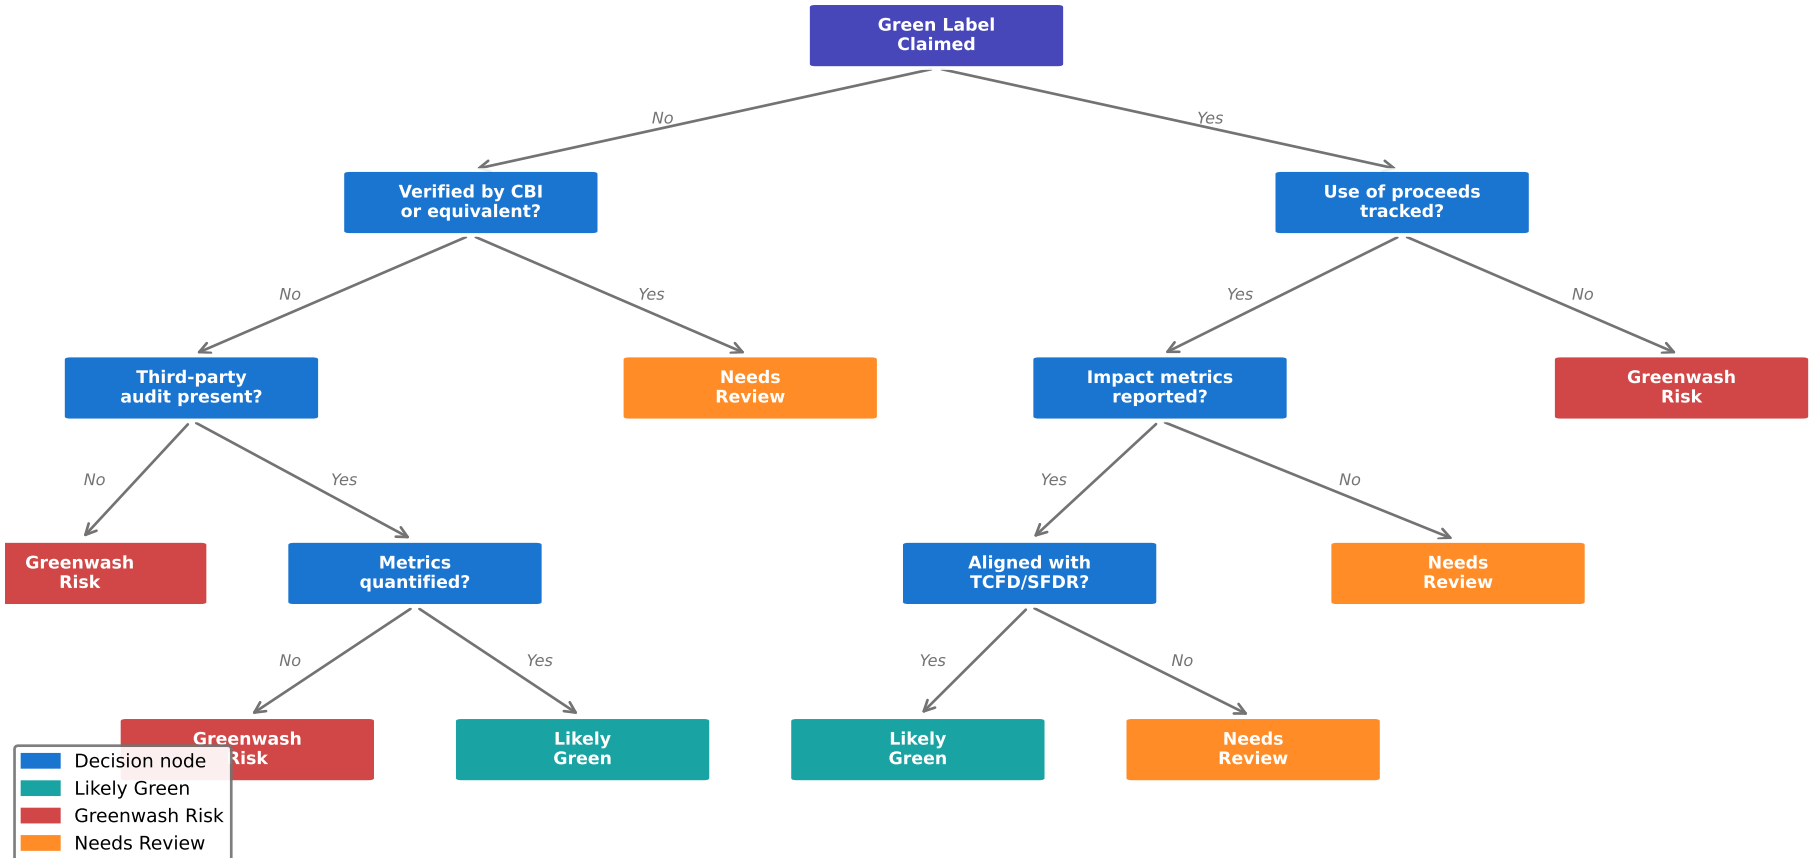 Green Label
Claimed
No
Yes
Verified by CBI
or equivalent?
Use of proceeds
tracked?
No
Yes
Yes
No
Third-party
audit present?
Needs
Review
Impact metrics
reported?
Greenwash
Risk
No
Yes
Yes
No
Greenwash
Risk
Metrics
quantified?
Aligned with
TCFD/SFDR?
Needs
Review
No
Yes
Yes
No
Greenwash
Risk
Likely
Green
Likely
Green
Needs
Review
Decision node
Likely Green
Greenwash Risk
Needs Review